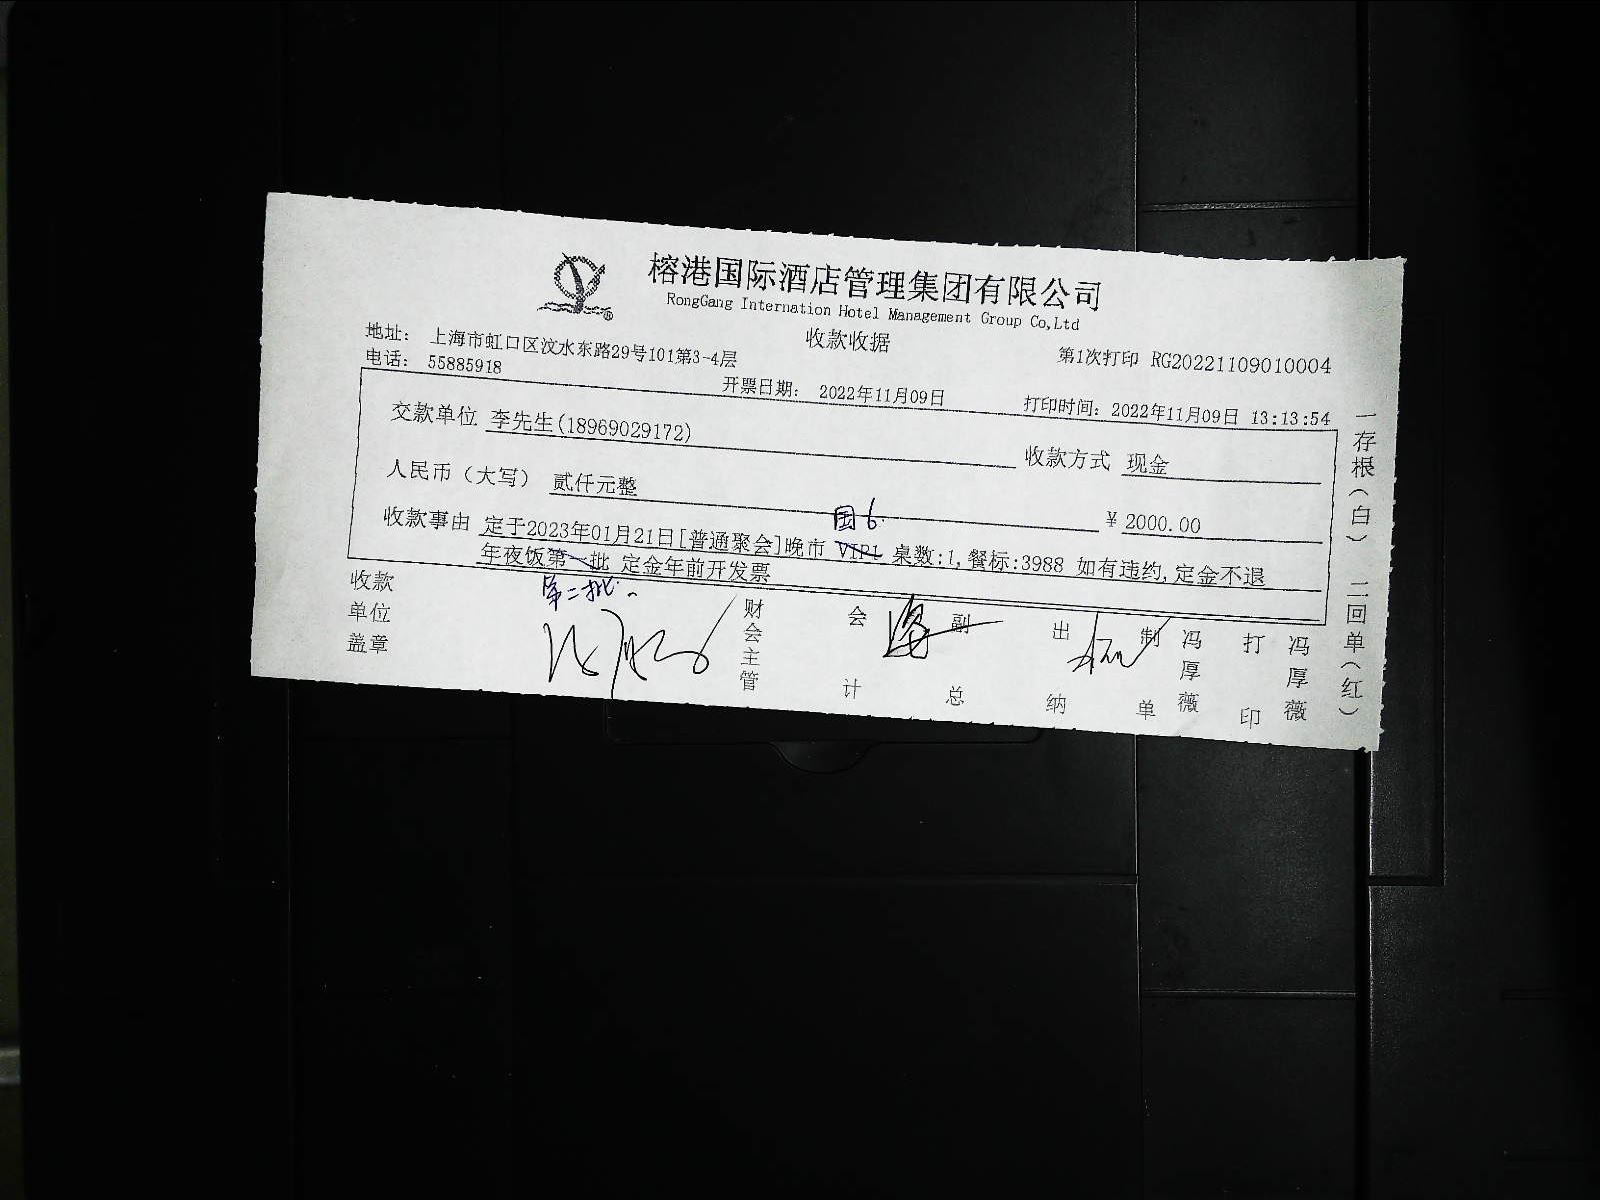 榕港国际酒店管理集团有限公司
RongGang Internation Hotel Management Group Co,Ltd
收款收据
地址: 上海市虹口区汶水东路29号101第3-4层
第1次打印 RG20221109010004
电话: 55885918
开票日期: 2022年11月09日
打印时间: 2022年11月09日 13:13:54
交款单位 李先生(18969029172)
收款方式 现金
人民币(大写) 贰仟元整
¥ 2000.00
国6
收款事由 定于2023年01月21日[普通聚会]晚市 VIP1 桌数:1,餐标:3988 如有违约,定金不退
年夜饭第一批 定金年前开发票
第二批
收款单位盖章
财会主管
会计
副总
出纳
制单 冯厚薇
打印 冯厚薇
一存根(白) 二回单(红)